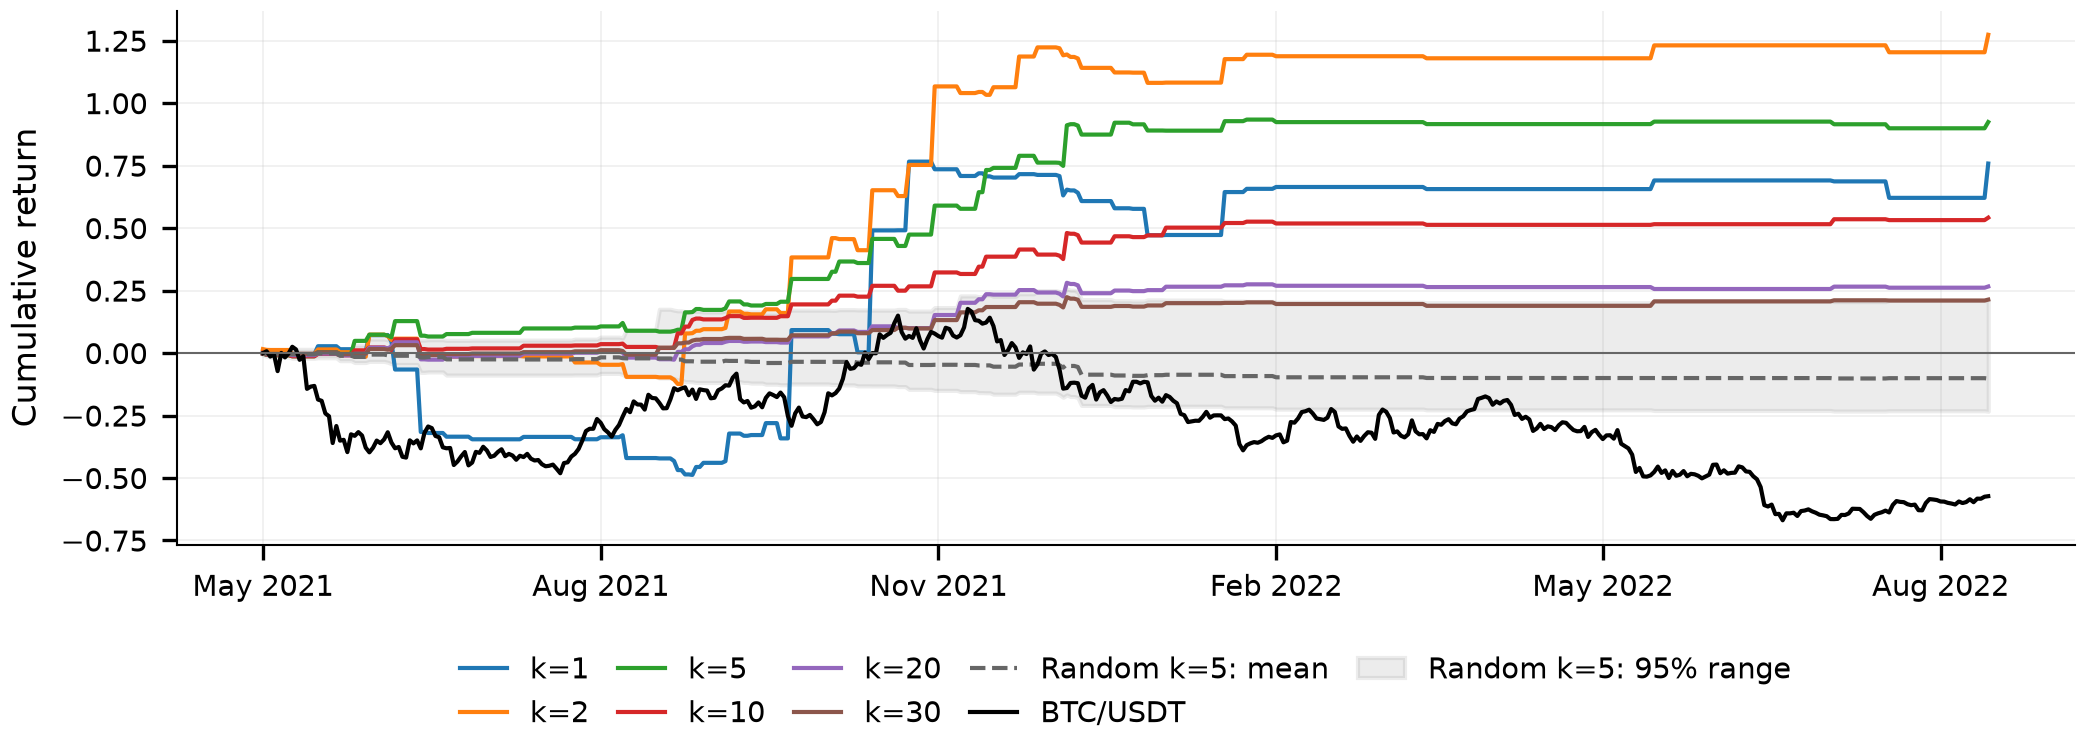 Cumulative return
1.25
1.00
0.75
0.50
0.25
0.00
−0.25
−0.50
−0.75
May 2021 Aug 2021 Nov 2021 Feb 2022 May 2022 Aug 2022
k=1 k=5 k=20 Random k=5: mean Random k=5: 95% range
k=2 k=10 k=30 BTC/USDT